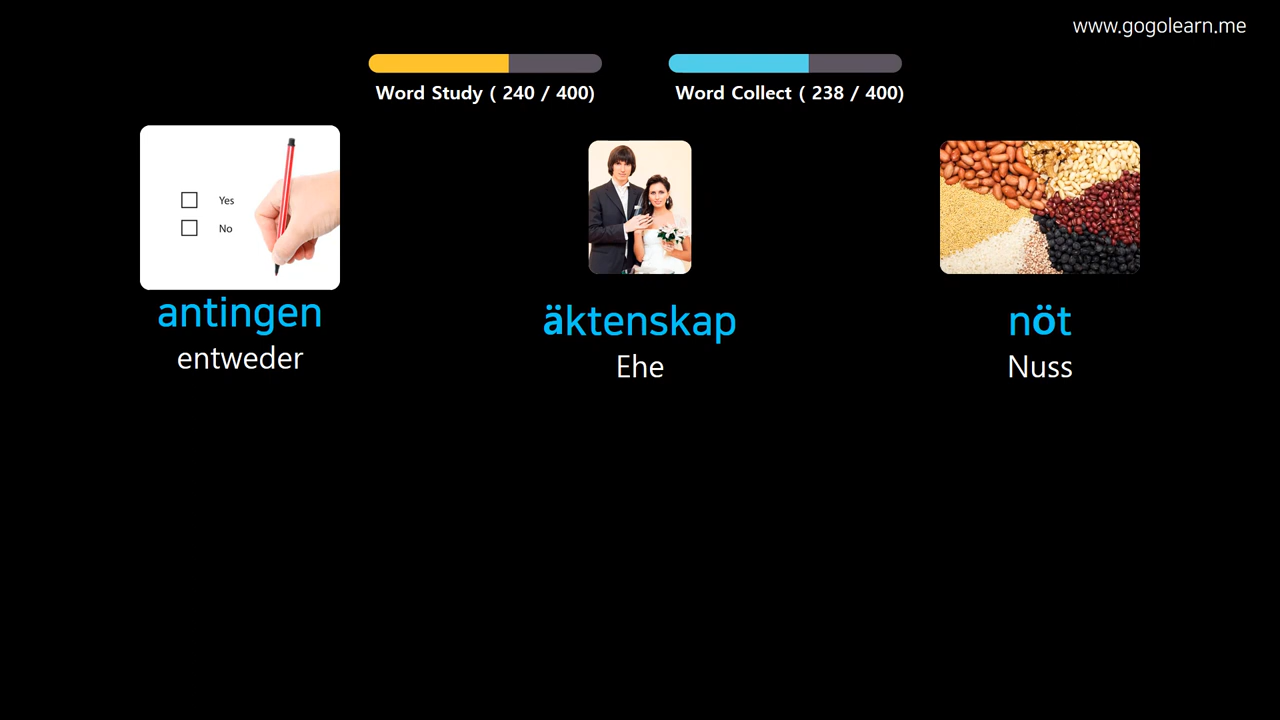 www.gogolearn.me
Word Study ( 240 / 400)
Word Collect ( 238 / 400)
Yes
No
antingen
entweder
äktenskap
Ehe
nöt
Nuss